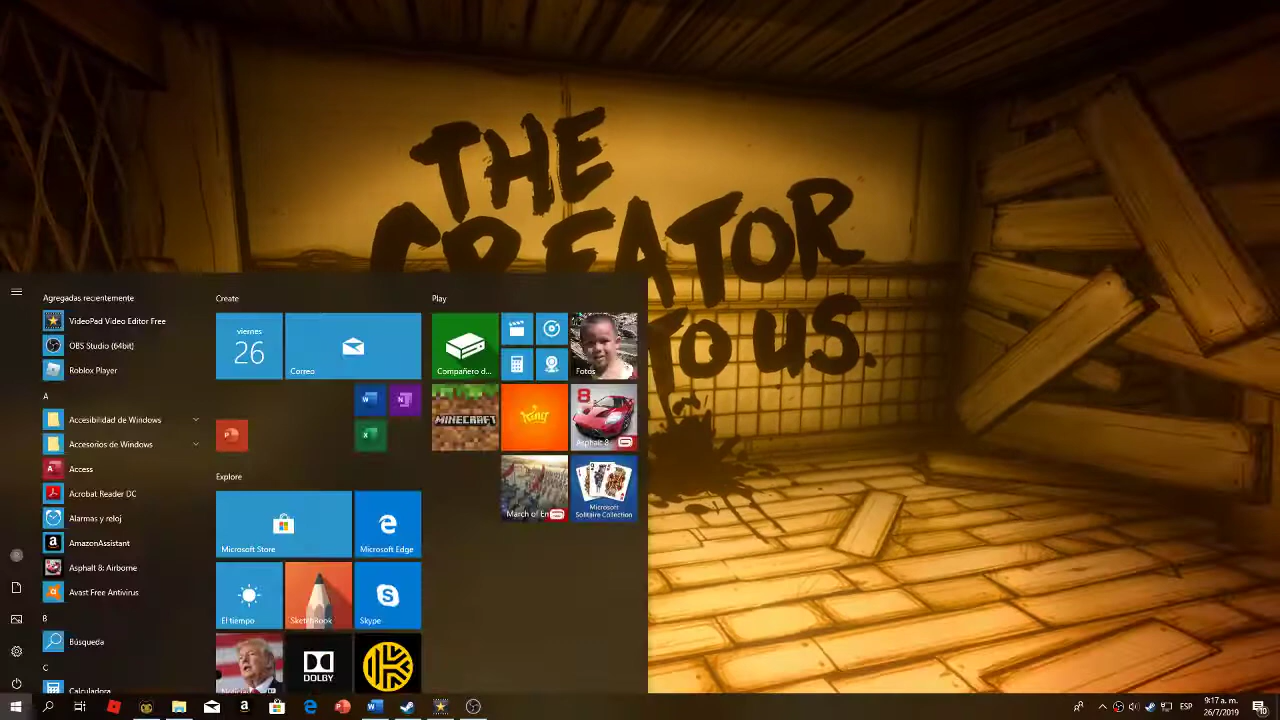 THE
CREATOR
TO US.
Agregadas recientemente
VideoPad Video Editor Free
OBS Studio (64bit)
Roblox Player
A
Accesibilidad de Windows
Accesorios de Windows
Access
Acrobat Reader DC
Alarmas y reloj
AmazonAssistant
Asphalt 8: Airborne
Avast Free Antivirus
B
Búsqueda
C
Calculadora
Create
viernes
26
Correo
Explore
Microsoft Store
Microsoft Edge
El tiempo
SketchBook
Skype
DOLBY
Play
Compañero d...
Fotos
MINECRAFT
King
8
Asphalt 8
March of Em
Microsoft
Solitaire Collection
ESP
9:17 a. m.
26/7/2019
10